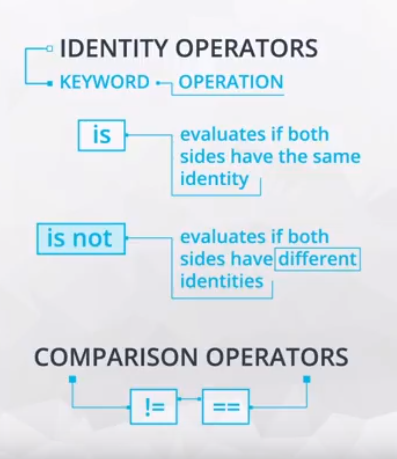 IDENTITY OPERATORS
KEYWORD OPERATION
is
evaluates if both
sides have the same
identity
is not
evaluates if both
sides have different
identities
COMPARISON OPERATORS
!= ==